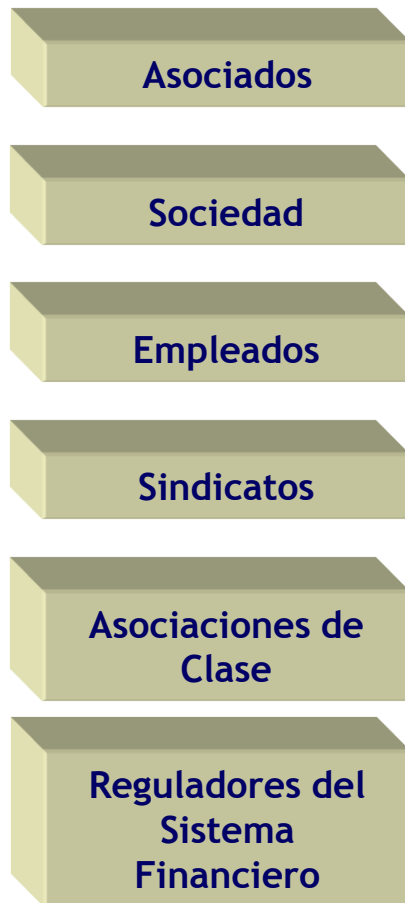 Asociados
Sociedad
Empleados
Sindicatos
Asociaciones de
Clase
Reguladores del
Sistema
Financiero